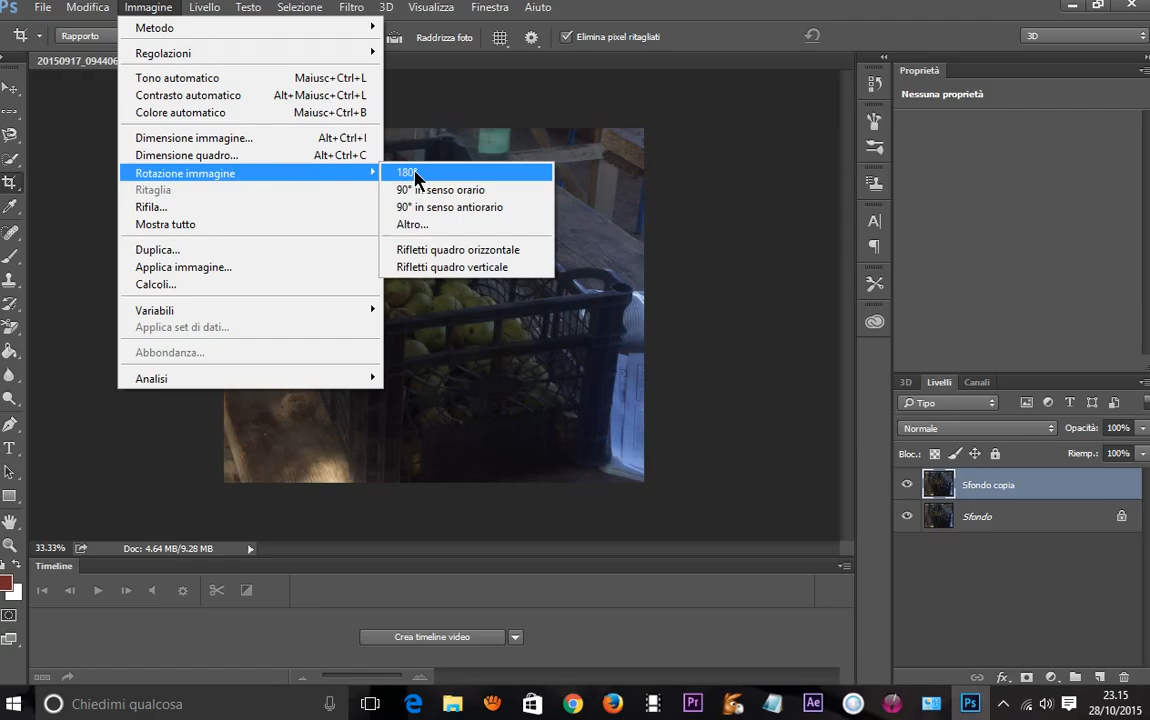 Ps File Modifica Immagine Livello Testo Selezione Filtro 3D Visualizza Finestra Aiuto
Rapporto
Raddrizza foto
Elimina pixel ritagliati
3D
20150917_09440
Metodo
Regolazioni
Tono automatico Maiusc+Ctrl+L
Contrasto automatico Alt+Maiusc+Ctrl+L
Colore automatico Maiusc+Ctrl+B
Dimensione immagine... Alt+Ctrl+I
Dimensione quadro... Alt+Ctrl+C
Rotazione immagine
Ritaglia
Rifila...
Mostra tutto
Duplica...
Applica immagine...
Calcoli...
Variabili
Applica set di dati...
Abbondanza...
Analisi
180°
90° in senso orario
90° in senso antiorario
Altro...
Rifletti quadro orizzontale
Rifletti quadro verticale
Proprietà
Nessuna proprietà
3D Livelli Canali
Tipo
Normale Opacità: 100%
Bloc.: Riemp.: 100%
Sfondo copia
Sfondo
33.33% Doc: 4.64 MB/9.28 MB
Timeline
Crea timeline video
Chiedimi qualcosa
Pr
Ae
Ps
23.15
28/10/2015